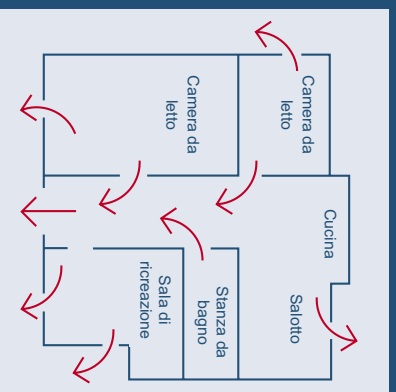 Camera da
letto
Camera da
letto
Cucina
Salotto
Stanza da
bagno
Sala di
ricreazione